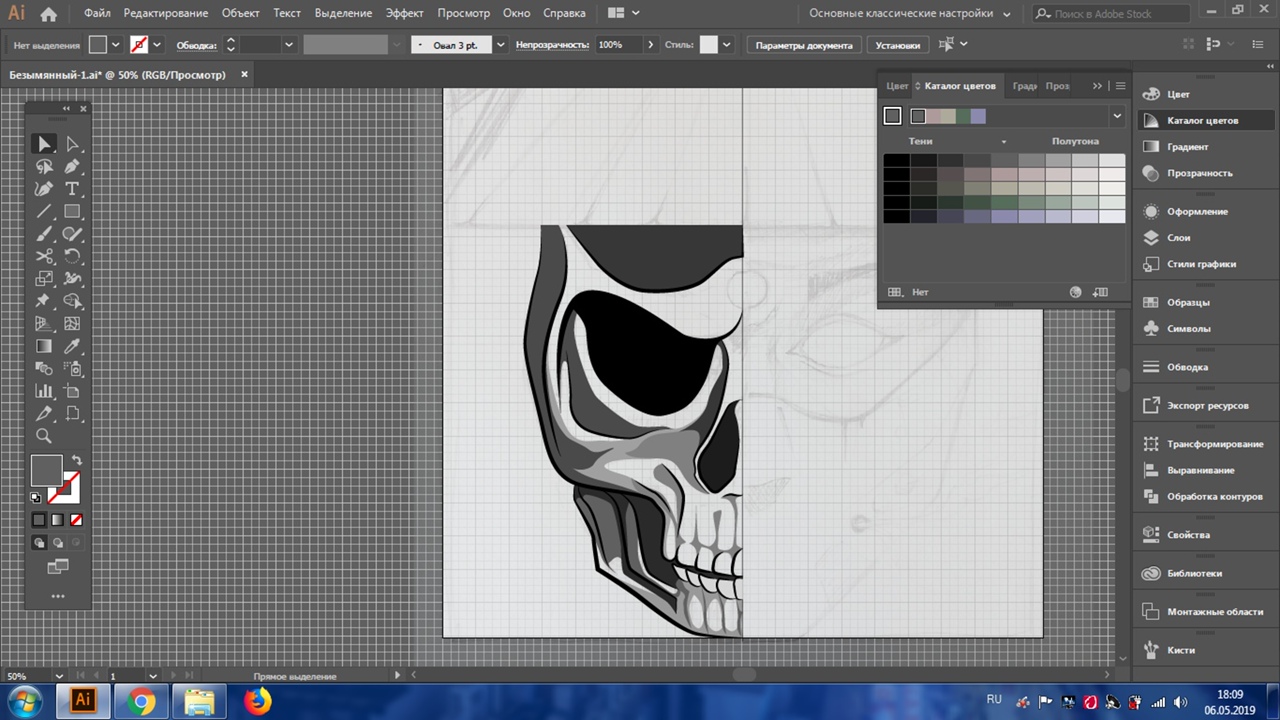 Ai Файл Редактирование Объект Текст Выделение Эффект Просмотр Окно Справка Основные классические настройки Поиск в Adobe Stock
Нет выделения Обводка: Овал 3 pt. Непрозрачность: 100% Стиль: Параметры документа Установки
Безымянный-1.ai* @ 50% (RGB/Просмотр)
Цвет Каталог цветов Гради Проз
Тени Полутона
Нет
Цвет
Каталог цветов
Градиент
Прозрачность
Оформление
Слои
Стили графики
Образцы
Символы
Обводка
Экспорт ресурсов
Трансформирование
Выравнивание
Обработка контуров
Свойства
Библиотеки
Монтажные области
Кисти
50% 1 Прямое выделение
Ai RU 18:09
06.05.2019